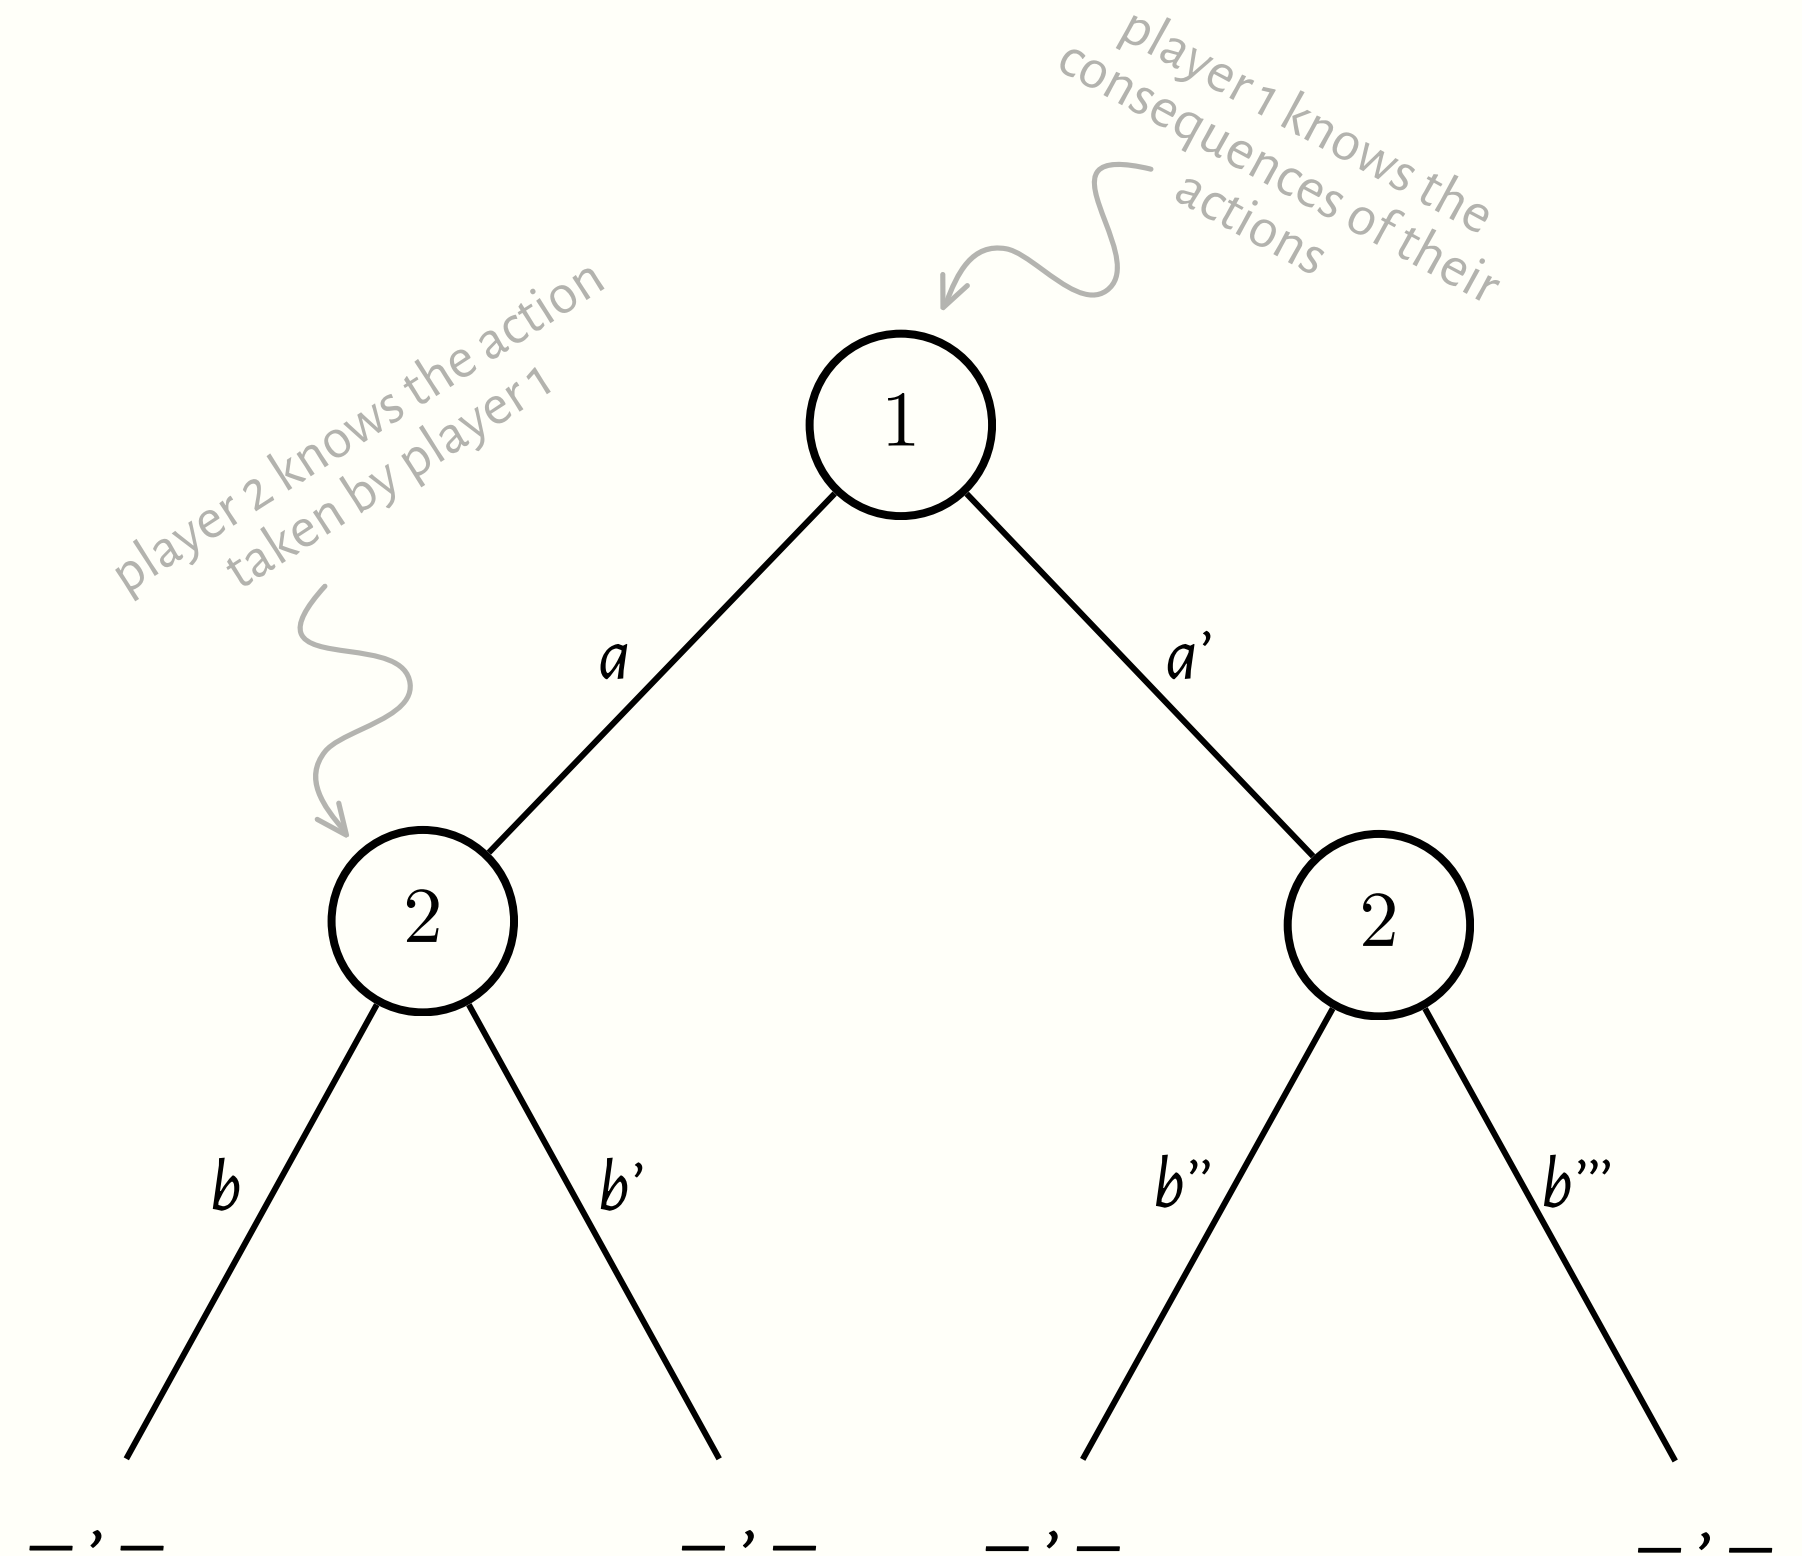 player 1 knows the
consequences of their
actions
player 2 knows the action
taken by player 1
1
a
a’
2
2
b
b’
b’’
b’’’
_ , _
_ , _
_ , _
_ , _